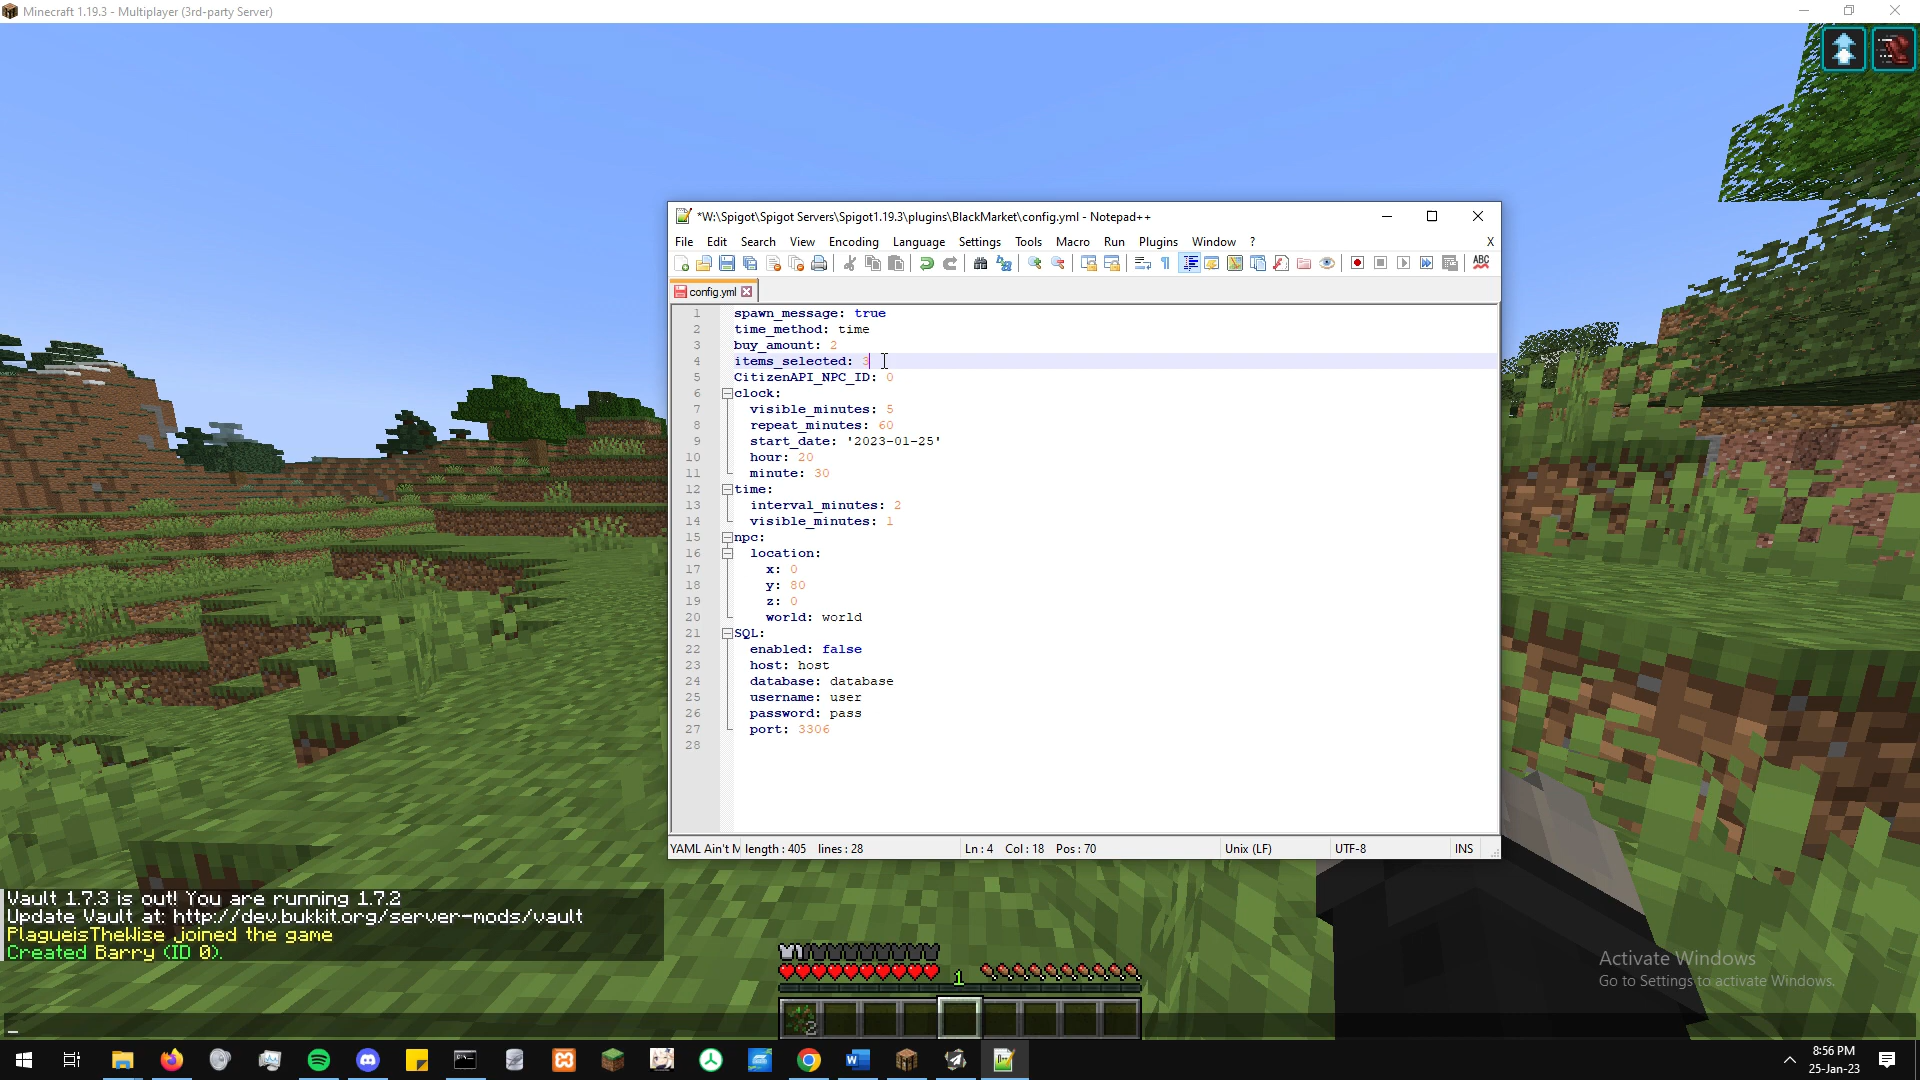 Minecraft 1.19.3 - Multiplayer (3rd-party Server)
*W:\Spigot\Spigot Servers\Spigot1.19.3\plugins\BlackMarket\config.yml - Notepad++
File Edit Search View Encoding Language Settings Tools Macro Run Plugins Window ? X
ABC
config.yml
1 spawn_message: true
2 time_method: time
3 buy_amount: 2
4 items_selected: 3
5 CitizenAPI_NPC_ID: 0
6 clock:
7 visible_minutes: 5
8 repeat_minutes: 60
9 start_date: '2023-01-25'
10 hour: 20
11 minute: 30
12 time:
13 interval_minutes: 2
14 visible_minutes: 1
15 npc:
16 location:
17 x: 0
18 y: 80
19 z: 0
20 world: world
21 SQL:
22 enabled: false
23 host: host
24 database: database
25 username: user
26 password: pass
27 port: 3306
28
YAML Ain't M length : 405 lines : 28 Ln : 4 Col : 18 Pos : 70 Unix (LF) UTF-8 INS
Vault 1.7.3 is out! You are running 1.7.2
Update Vault at: http://dev.bukkit.org/server-mods/vault
PlagueisTheWise joined the game
Created Barry (ID 0).
_
1
2
Activate Windows
Go to Settings to activate Windows.
8:56 PM
25-Jan-23